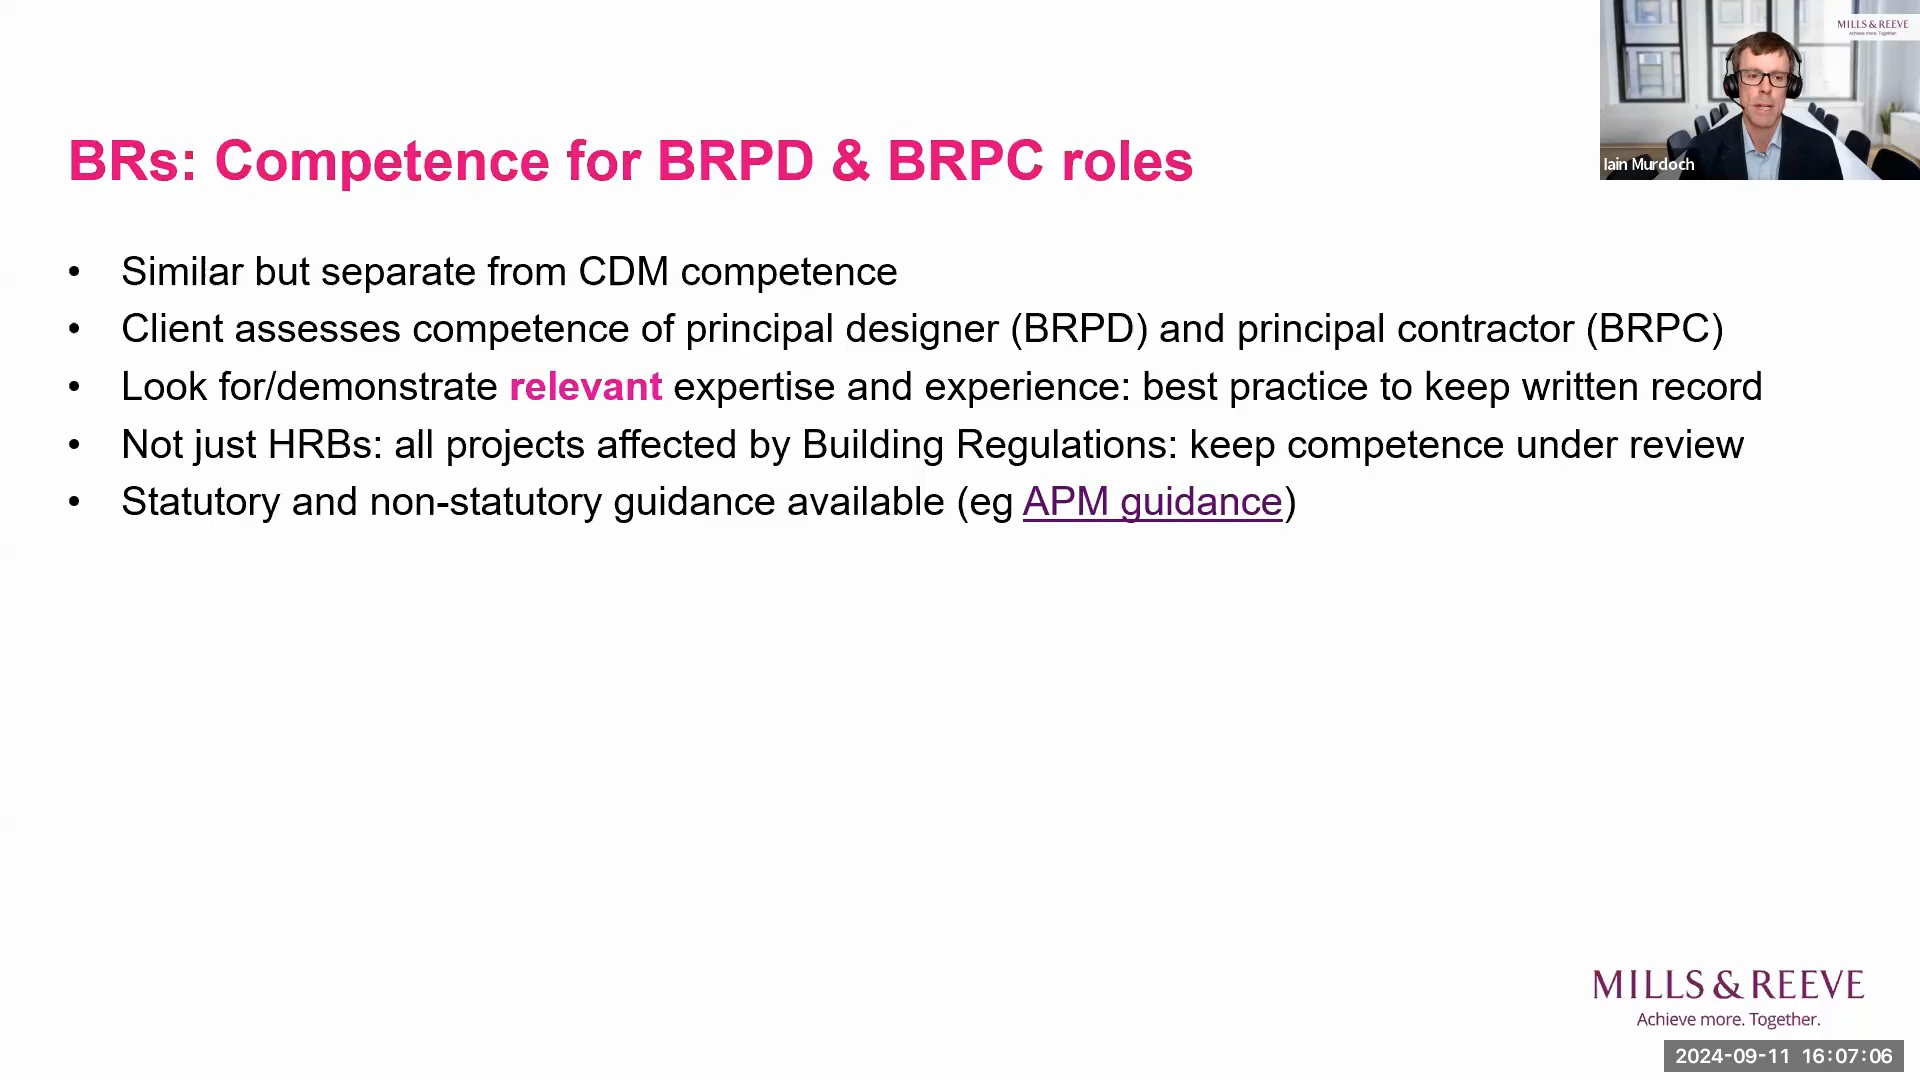 MILLS & REEVE
Achieve more. Together.
Iain Murdoch
BRs: Competence for BRPD & BRPC roles
• Similar but separate from CDM competence
• Client assesses competence of principal designer (BRPD) and principal contractor (BRPC)
• Look for/demonstrate relevant expertise and experience: best practice to keep written record
• Not just HRBs: all projects affected by Building Regulations: keep competence under review
• Statutory and non-statutory guidance available (eg APM guidance)
MILLS & REEVE
Achieve more. Together.
2024-09-11 16:07:06